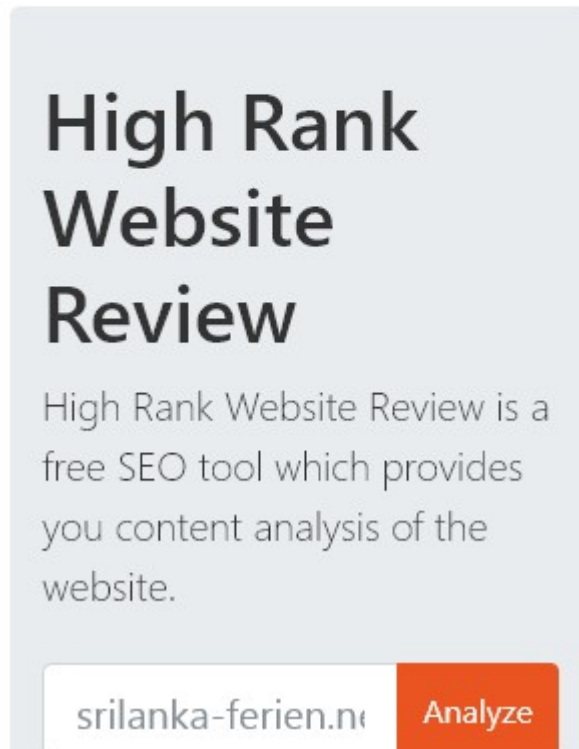 High Rank
Website
Review
High Rank Website Review is a
free SEO tool which provides
you content analysis of the
website.
srilanka-ferien.ne Analyze